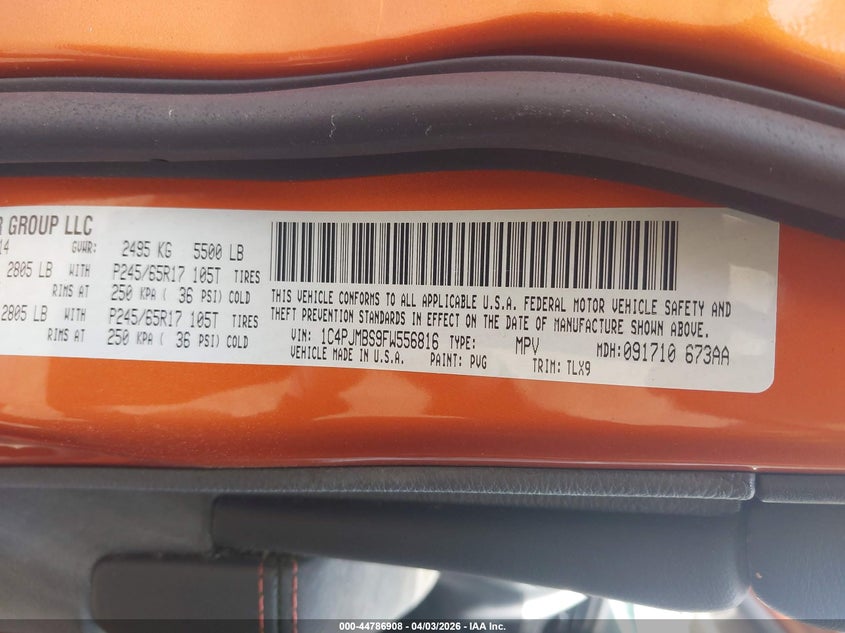 R GROUP LLC
14 GVWR: 2495 KG 5500 LB
2805 LB WITH P245/65R17 105T TIRES
RIMS AT 250 KPA ( 36 PSI) COLD
2805 LB WITH P245/65R17 105T TIRES
RIMS AT 250 KPA ( 36 PSI) COLD
THIS VEHICLE CONFORMS TO ALL APPLICABLE U.S.A. FEDERAL MOTOR VEHICLE SAFETY AND
THEFT PREVENTION STANDARDS IN EFFECT ON THE DATE OF MANUFACTURE SHOWN ABOVE.
VIN: 1C4PJMBS9FW556816 TYPE: MPV MDH:091710 673AA
VEHICLE MADE IN U.S.A. PAINT: PVG TRIM: TLX9
000-44786908 - 04/03/2026 - IAA Inc.